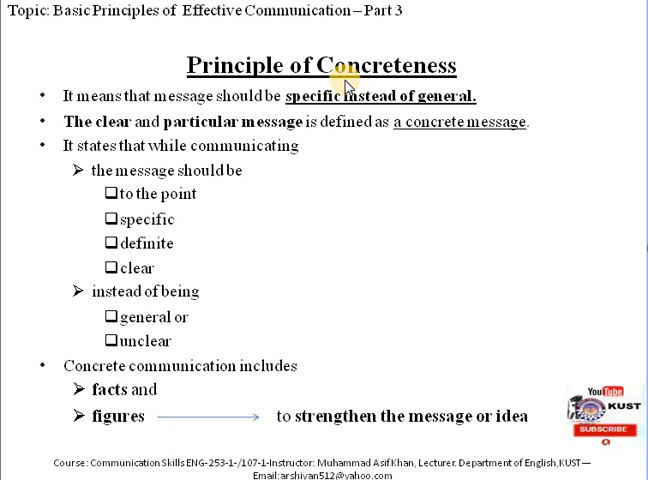 Topic: Basic Principles of Effective Communication – Part 3
Principle of Concreteness
• It means that message should be specific instead of general.
• The clear and particular message is defined as a concrete message.
• It states that while communicating
➢ the message should be
❑ to the point
❑ specific
❑ definite
❑ clear
➢ instead of being
❑ general or
❑ unclear
• Concrete communication includes
➢ facts and
➢ figures → to strengthen the message or idea
YouTube
KUST
SUBSCRIBE
Course: Communication Skills ENG-253-1-/107-1-Instructor: Muhammad Asif Khan, Lecturer. Department of English, KUST—
Email:arshiyan512@yahoo.com